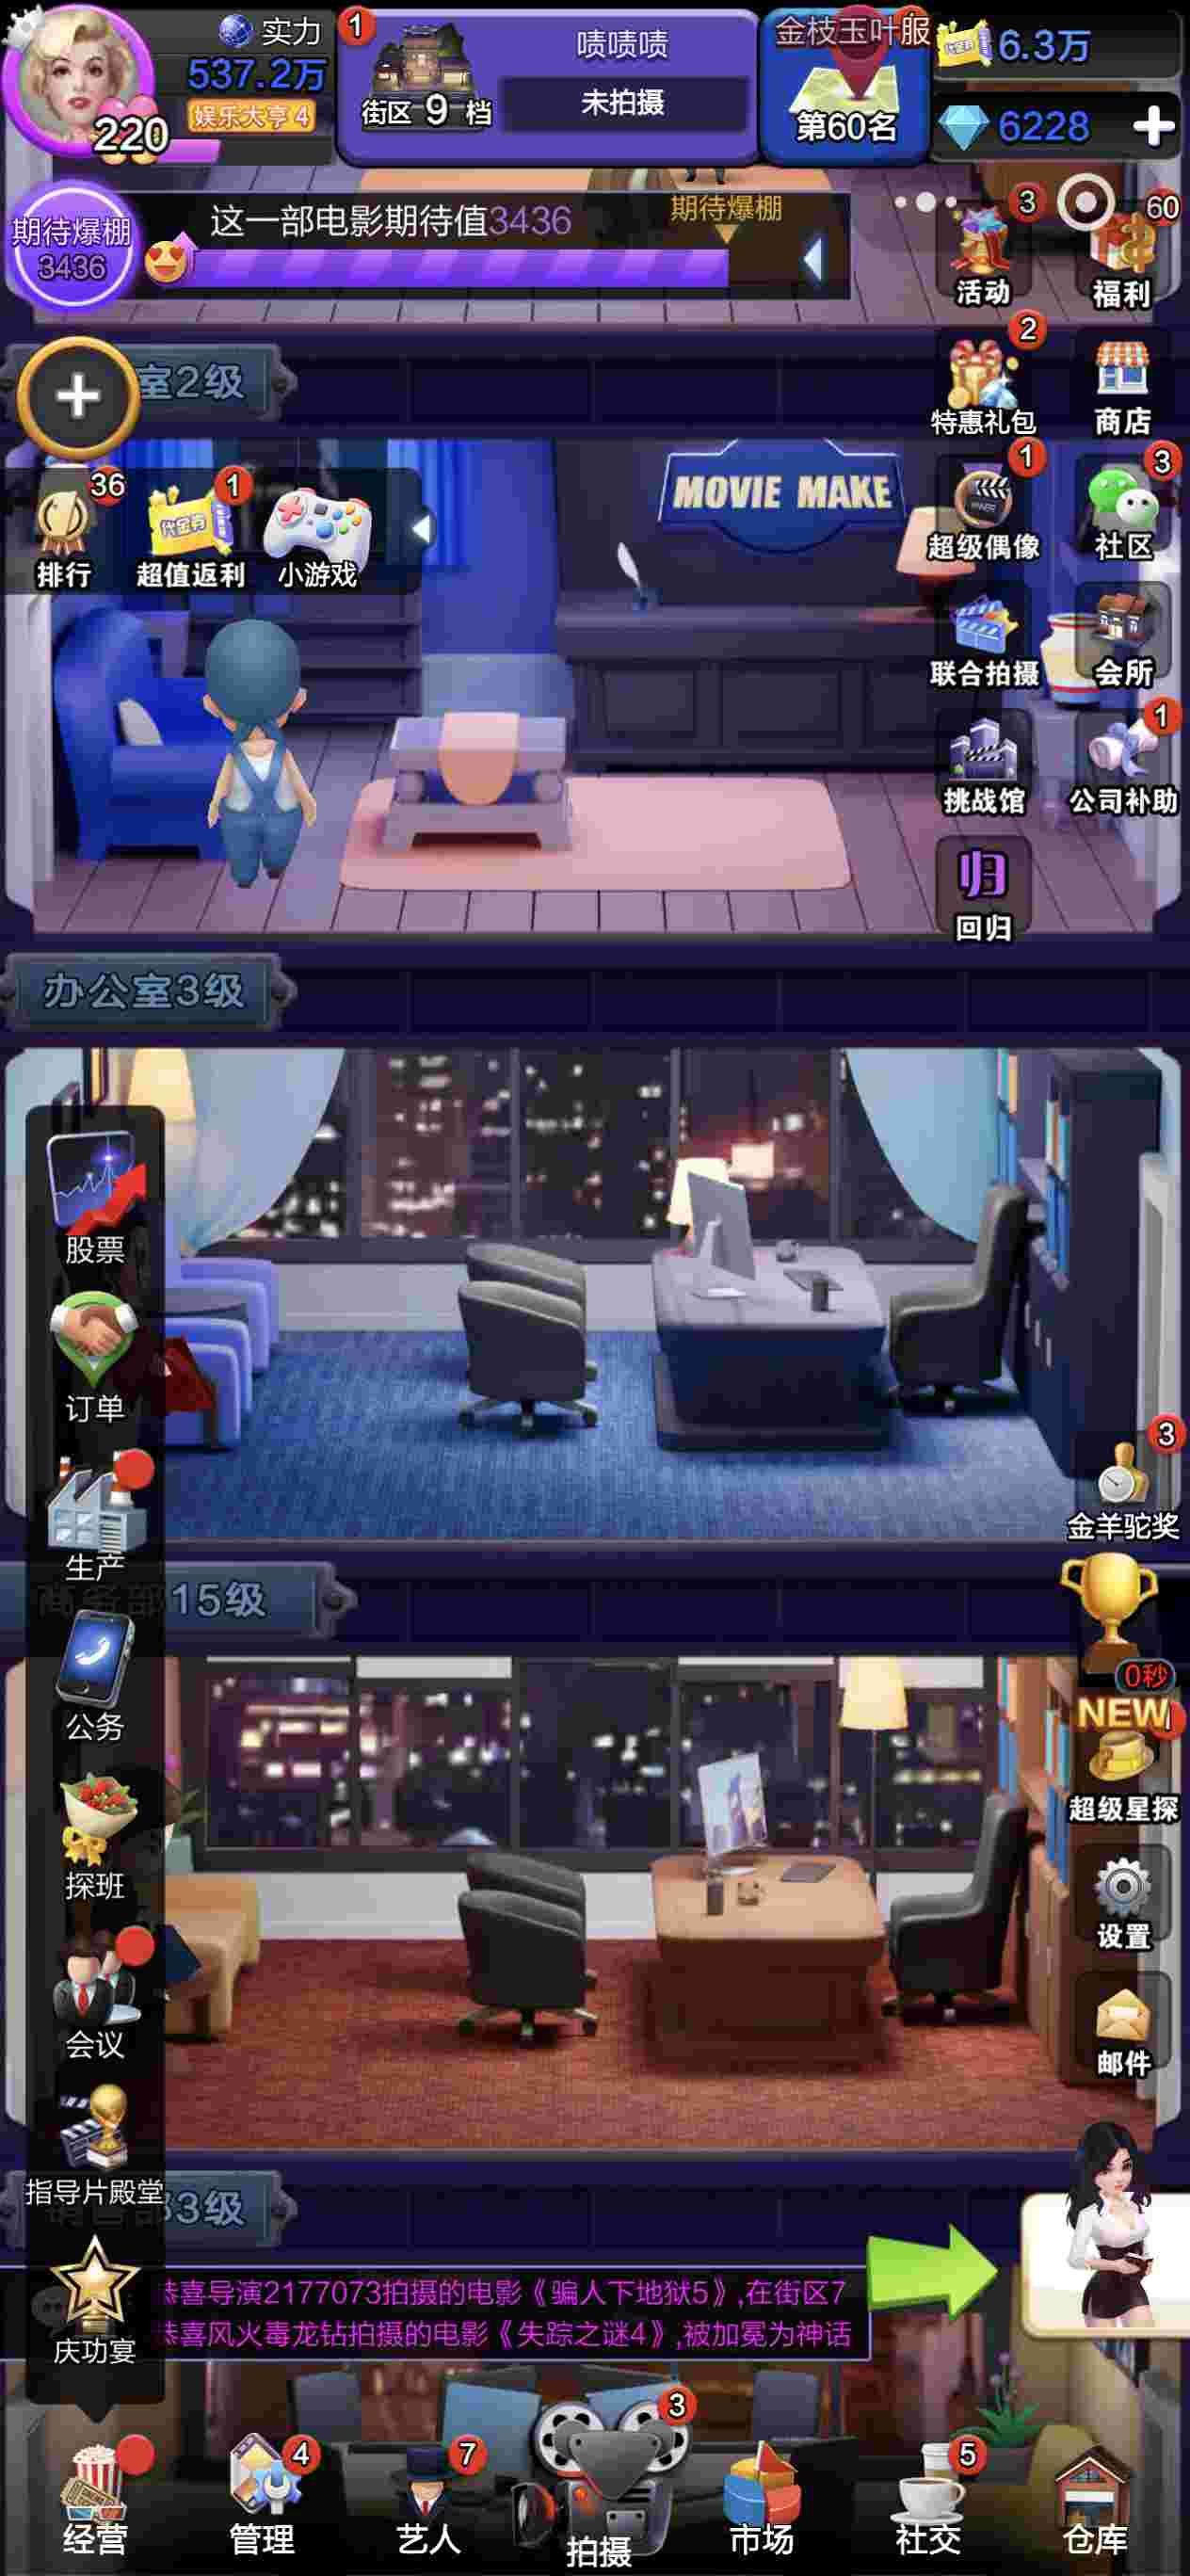 实力
537.2万
娱乐大亨 4
220
1
街区 9 档
啧啧啧
未拍摄
金枝玉叶服
第60名
6.3万
6228
期待爆棚
3436
这一部电影期待值3436
期待爆棚
3
活动
60
福利
室2级
2
特惠礼包
商店
36
排行
1
代金券
超值返利
小游戏
MOVIE MAKE
1
超级偶像
3
社区
联合拍摄
会所
挑战馆
1
公司补助
归
回归
办公室3级
股票
订单
生产
商务部15级
公务
探班
会议
指导片殿堂
庆功宴
3
金羊驼奖
0秒
NEW
超级星探
设置
邮件
部3级
恭喜导演2177073拍摄的电影《骗人下地狱5》,在街区7
恭喜风火毒龙钻拍摄的电影《失踪之谜4》,被加冕为神话
经营
4
管理
7
艺人
3
拍摄
市场
5
社交
仓库